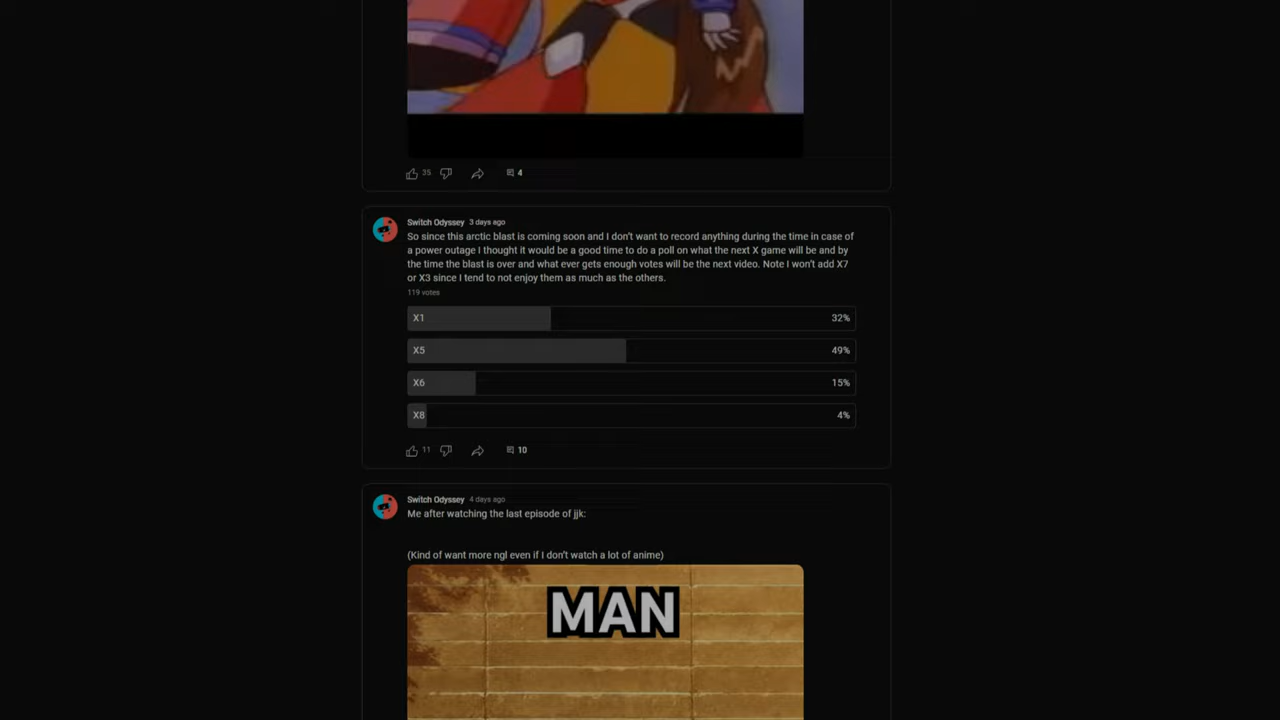 35
4
Switch Odyssey 3 days ago
So since this arctic blast is coming soon and I don't want to record anything during the time in case of
a power outage I thought it would be a good time to do a poll on what the next X game will be and by
the time the blast is over and what ever gets enough votes will be the next video. Note I won't add X7
or X3 since I tend to not enjoy them as much as the others.
119 votes
X1 32%
X5 49%
X6 15%
X8 4%
11
10
Switch Odyssey 4 days ago
Me after watching the last episode of jjk:
(Kind of want more ngl even if I don't watch a lot of anime)
MAN